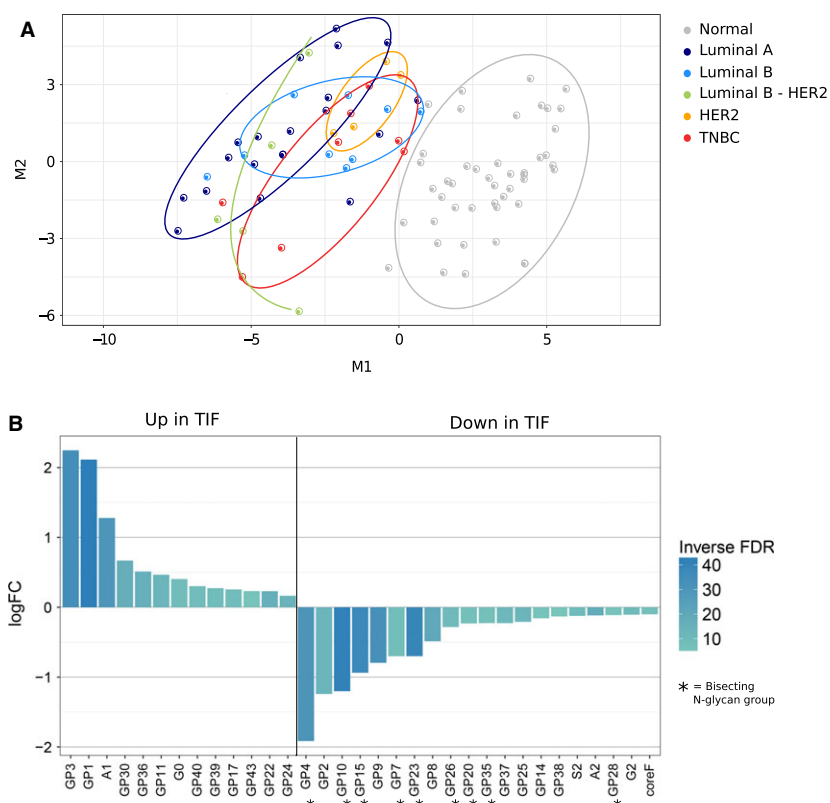 A
Normal
Luminal A
Luminal B
Luminal B - HER2
HER2
TNBC
M2
3
0
−3
−6
−10
−5
0
5
M1
B
Up in TIF
Down in TIF
logFC
2
1
0
−1
−2
Inverse FDR
40
30
20
10
* = Bisecting
N-glycan group
GP3 GP1 A1 GP30 GP36 GP11 G0 GP40 GP39 GP17 GP43 GP22 GP24 GP4 GP2 GP10 GP15 GP9 GP7 GP23 GP8 GP26 GP20 GP35 GP37 GP25 GP14 GP38 S2 A2 GP28 G2 coreF
* * * * * * * * *